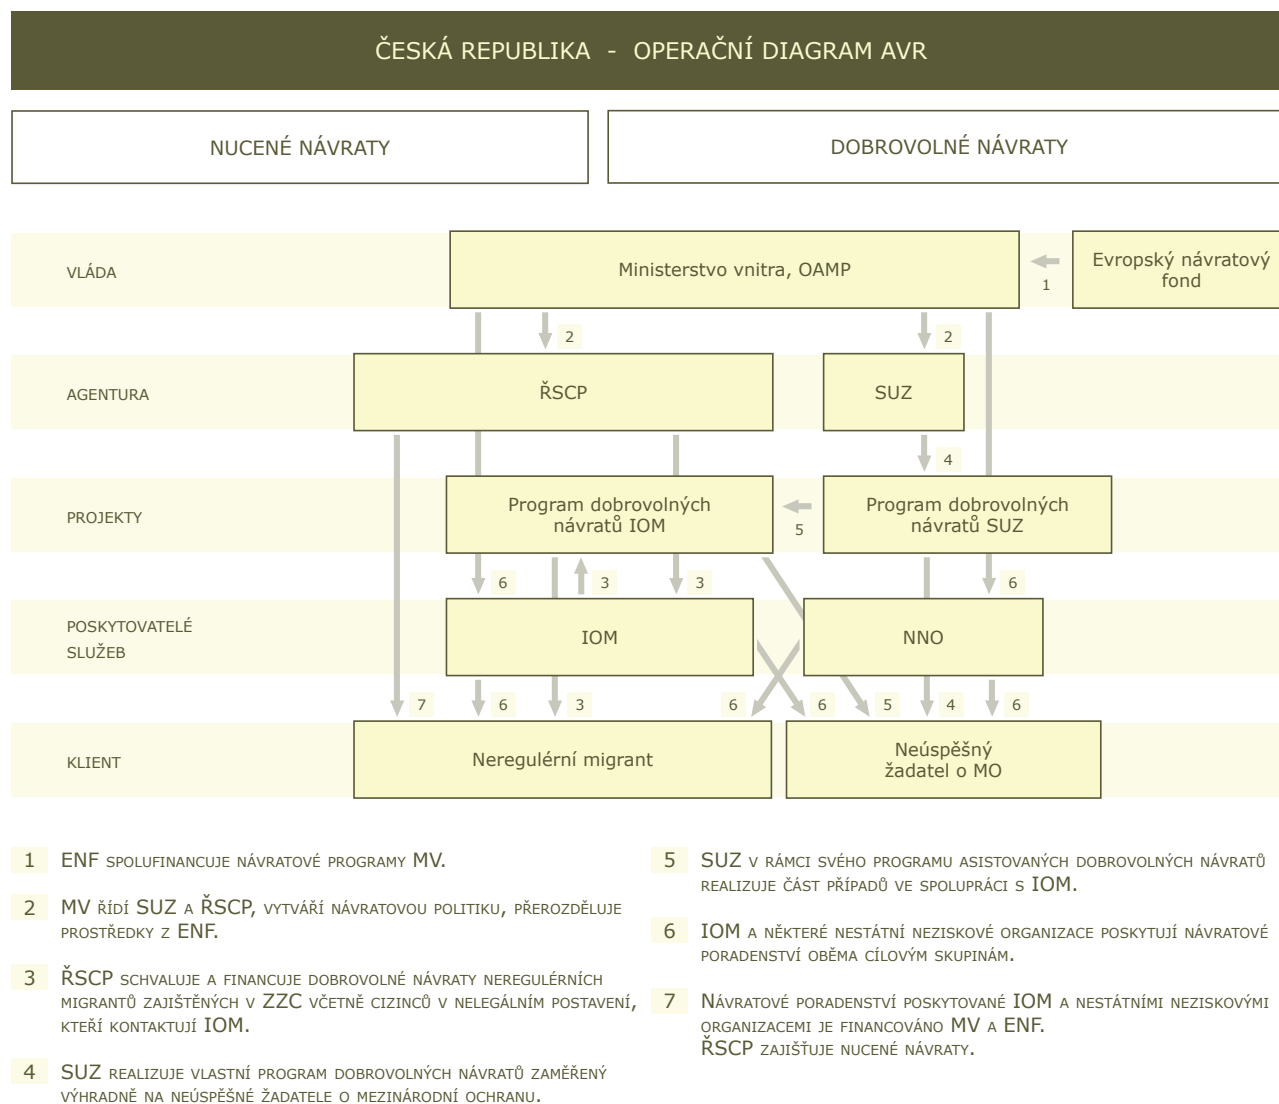 ČESKÁ REPUBLIKA - OPERAČNÍ DIAGRAM AVR
NUCENÉ NÁVRATY
DOBROVOLNÉ NÁVRATY
VLÁDA
Ministerstvo vnitra, OAMP
1
Evropský návratový
fond
2
2
AGENTURA
ŘSCP
SUZ
4
PROJEKTY
Program dobrovolných
návratů IOM
5
Program dobrovolných
návratů SUZ
6
3
3
6
POSKYTOVATELÉ
SLUŽEB
IOM
NNO
7
6
3
6
6
5
4
6
KLIENT
Neregulérní migrant
Neúspěšný
žadatel o MO
1 ENF SPOLUFINANCUJE NÁVRATOVÉ PROGRAMY MV.
2 MV ŘÍDÍ SUZ A ŘSCP, VYTVÁŘÍ NÁVRATOVOU POLITIKU, PŘEROZDĚLUJE
PROSTŘEDKY Z ENF.
3 ŘSCP SCHVALUJE A FINANCUJE DOBROVOLNÉ NÁVRATY NEREGULÉRNÍCH
MIGRANTŮ ZAJIŠTĚNÝCH V ZZC VČETNĚ CIZINCŮ V NELEGÁLNÍM POSTAVENÍ,
KTEŘÍ KONTAKTUJÍ IOM.
4 SUZ REALIZUJE VLASTNÍ PROGRAM DOBROVOLNÝCH NÁVRATŮ ZAMĚŘENÝ
VÝHRADNĚ NA NEÚSPĚŠNÉ ŽADATELE O MEZINÁRODNÍ OCHRANU.
5 SUZ V RÁMCI SVÉHO PROGRAMU ASISTOVANÝCH DOBROVOLNÝCH NÁVRATŮ
REALIZUJE ČÁST PŘÍPADŮ VE SPOLUPRÁCI S IOM.
6 IOM A NĚKTERÉ NESTÁTNÍ NEZISKOVÉ ORGANIZACE POSKYTUJÍ NÁVRATOVÉ
PORADENSTVÍ OBĚMA CÍLOVÝM SKUPINÁM.
7 NÁVRATOVÉ PORADENSTVÍ POSKYTOVANÉ IOM A NESTÁTNÍMI NEZISKOVÝMI
ORGANIZACEMI JE FINANCOVÁNO MV A ENF.
ŘSCP ZAJIŠŤUJE NUCENÉ NÁVRATY.